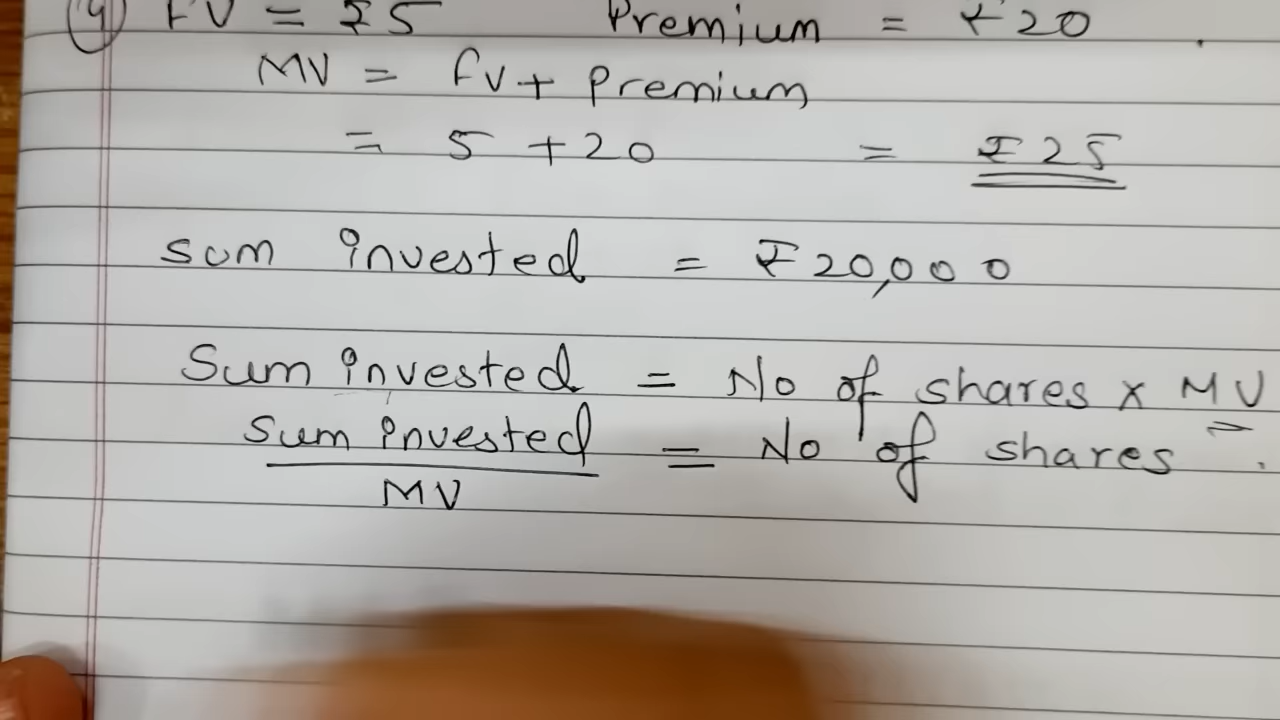 (4) FV = ₹5 Premium = ₹20 .
MV = FV + Premium
= 5 + 20 = ₹25
Sum invested = ₹20,000
Sum invested = No of shares x MV
Sum invested / MV = No of shares .